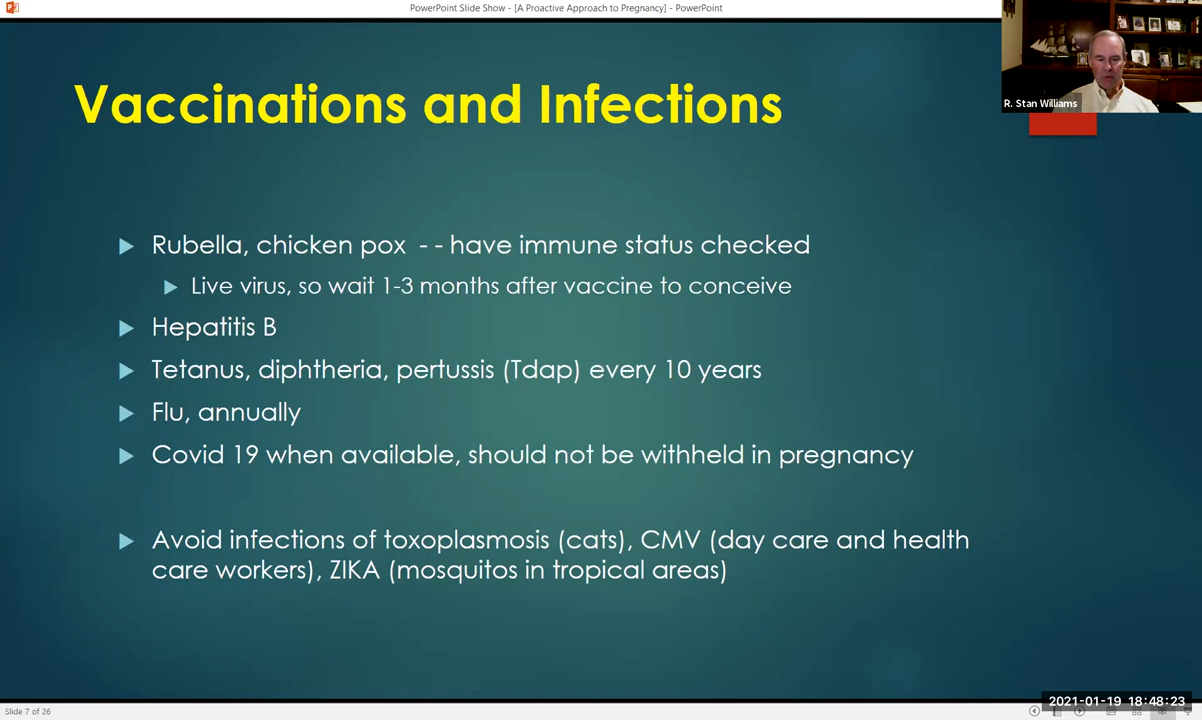 PowerPoint Slide Show - [A Proactive Approach to Pregnancy] - PowerPoint
R. Stan Williams
Vaccinations and Infections
Rubella, chicken pox - - have immune status checked
Live virus, so wait 1-3 months after vaccine to conceive
Hepatitis B
Tetanus, diphtheria, pertussis (Tdap) every 10 years
Flu, annually
Covid 19 when available, should not be withheld in pregnancy
Avoid infections of toxoplasmosis (cats), CMV (day care and health
care workers), ZIKA (mosquitos in tropical areas)
2021-01-19 18:48:23
Slide 7 of 26